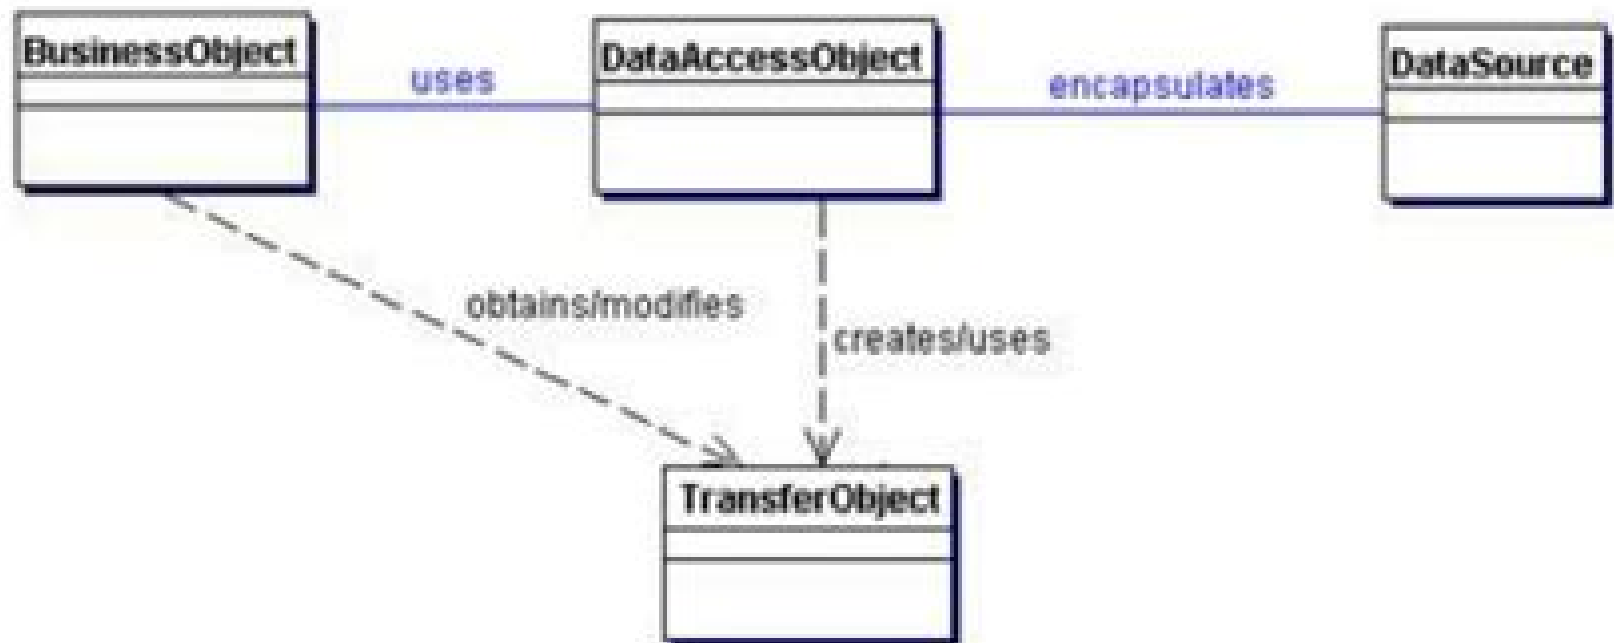 BusinessObject
uses
DataAccessObject
encapsulates
DataSource
obtains/modifies
creates/uses
TransferObject